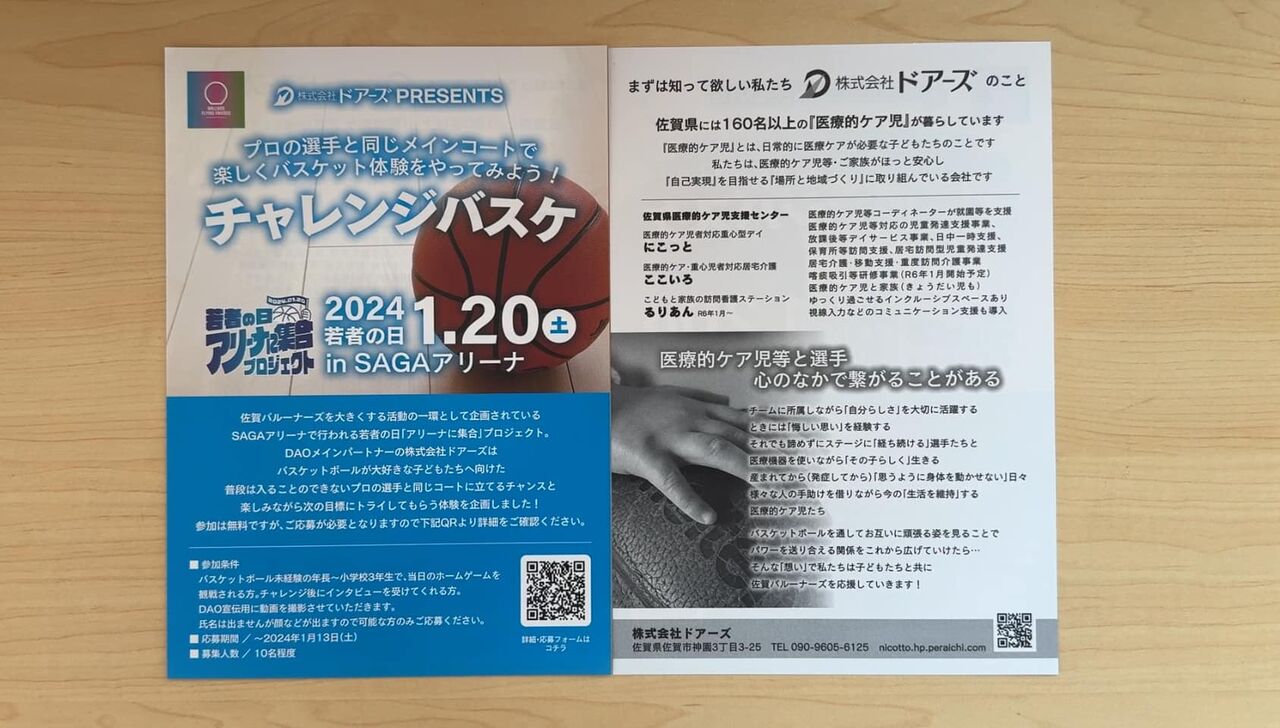 BALLOONS FLYING FRIENDS
株式会社ドアーズ PRESENTS
プロの選手と同じメインコートで
楽しくバスケット体験をやってみよう！
チャレンジバスケ
2024.01.20
若者の日
アリーナに集合
プロジェクト
2024
若者の日
1.20土
in SAGAアリーナ
佐賀バルーナーズを大きくする活動の一環として企画されている
SAGAアリーナで行われる若者の日「アリーナに集合」プロジェクト。
DAOメインパートナーの株式会社ドアーズは
バスケットボールが大好きな子どもたちへ向けた
普段は入ることのできないプロの選手と同じコートに立てるチャンスと
楽しみながら次の目標にトライしてもらう体験を企画しました！
参加は無料ですが、ご応募が必要となりますので下記QRより詳細をご確認ください。
■ 参加条件
バスケットボール未経験の年長〜小学校3年生で、当日のホームゲームを
観戦される方。チャレンジ後にインタビューを受けてくれる方。
DAO宣伝用に動画を撮影させていただきます。
氏名は出ませんが顔などが出ますので可能な方のみご応募ください。
■ 応募期間 ／ 〜2024年1月13日（土）
■ 募集人数 ／ 10名程度
詳細・応募フォームは
コチラ
まずは知って欲しい私たち 株式会社ドアーズ のこと
佐賀県には160名以上の『医療的ケア児』が暮らしています
『医療的ケア児』とは、日常的に医療ケアが必要な子どもたちのことです
私たちは、医療的ケア児等・ご家族がほっと安心し
『自己実現』を目指せる『場所と地域づくり』に取り組んでいる会社です
佐賀県医療的ケア児支援センター
医療的ケア児者対応重心型デイ
にこっと
医療的ケア・重心児者対応居宅介護
ここいろ
こどもと家族の訪問看護ステーション
るりあん R6年1月〜
医療的ケア児等コーディネーターが就園等を支援
医療的ケア児等対応の児童発達支援事業、
放課後等デイサービス事業、日中一時支援、
保育所等訪問支援、居宅訪問型児童発達支援
居宅介護・移動支援・重度訪問介護事業
喀痰吸引等研修事業（R6年1月開始予定）
医療的ケア児と家族（きょうだい児も）
ゆっくり過ごせるインクルーシブスペースあり
視線入力などのコミュニケーション支援も導入
医療的ケア児等と選手
心のなかで繋がることがある
チームに所属しながら「自分らしさ」を大切に活躍する
ときには「悔しい思い」を経験する
それでも諦めずにステージに「経ち続ける」選手たちと
医療機器を使いながら「その子らしく」生きる
産まれてから（発症してから）「思うように身体を動かせない」日々
様々な人の手助けを借りながら今の「生活を維持」する
医療的ケア児たち
バスケットボールを通してお互いに頑張る姿を見ることで
パワーを送り合える関係をこれから広げていけたら…
そんな「想い」で私たちは子どもたちと共に
佐賀バルーナーズを応援していきます！
株式会社ドアーズ
佐賀県佐賀市神園3丁目3-25 TEL 090-9605-6125 nicotto.hp.peraichi.com